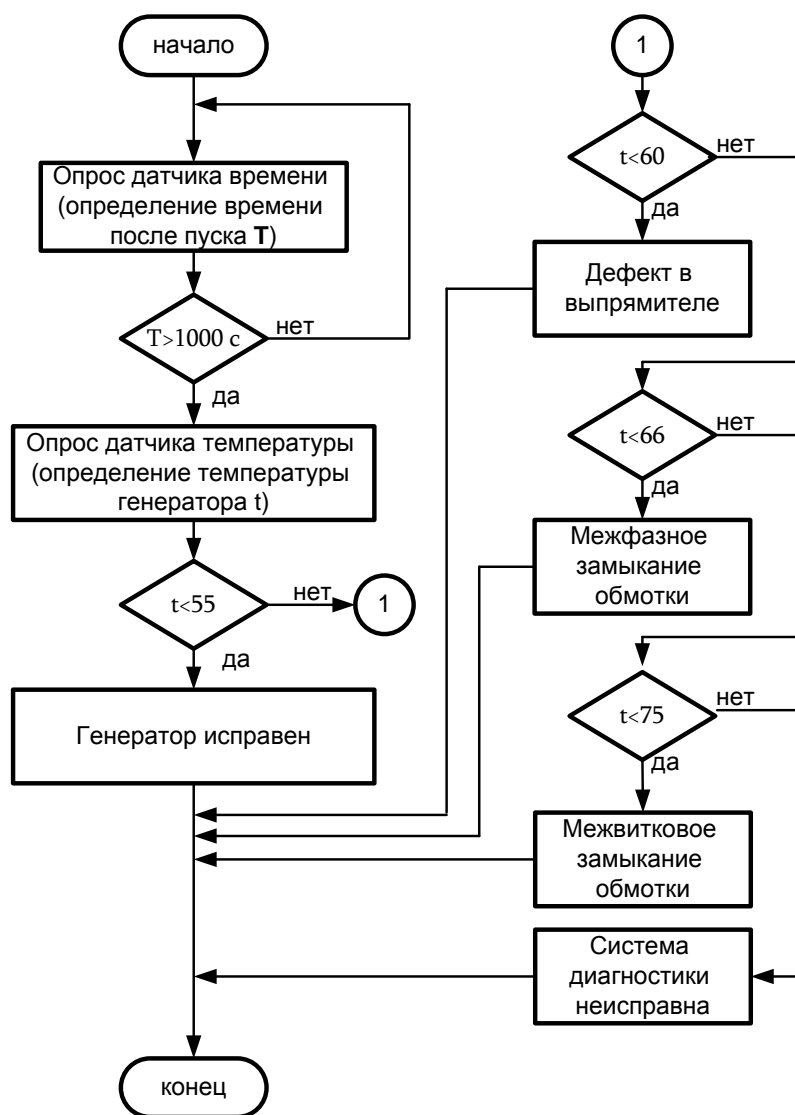 начало
Опрос датчика времени
(определение времени
после пуска T)
T>1000 с
нет
да
Опрос датчика температуры
(определение температуры
генератора t)
t<55
нет
1
да
Генератор исправен
конец
1
t<60
нет
да
Дефект в
выпрямителе
t<66
нет
да
Межфазное
замыкание
обмотки
t<75
нет
да
Межвитковое
замыкание
обмотки
Система
диагностики
неисправна